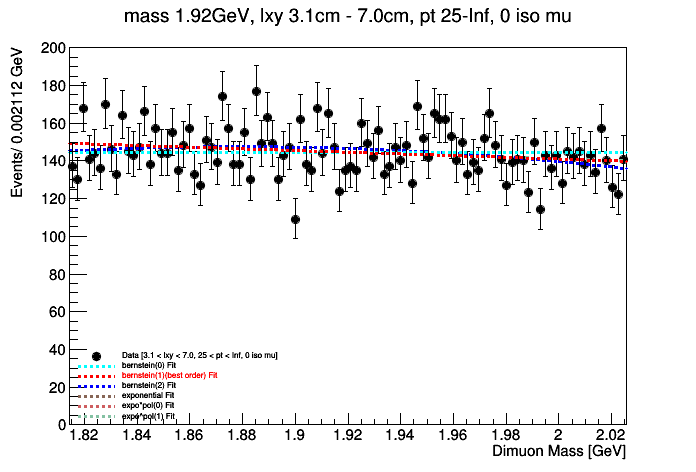 mass 1.92GeV, lxy 3.1cm - 7.0cm, pt 25-Inf, 0 iso mu
Events/ 0.002112 GeV
200
180
160
140
120
100
80
60
40
20
0
Data [3.1 < lxy < 7.0, 25 < pt < Inf, 0 iso mu]
bernstein(0) Fit
bernstein(1)(best order) Fit
bernstein(2) Fit
exponential Fit
expo*pol(0) Fit
expo*pol(1) Fit
1.82 1.84 1.86 1.88 1.9 1.92 1.94 1.96 1.98 2 2.02
Dimuon Mass [GeV]